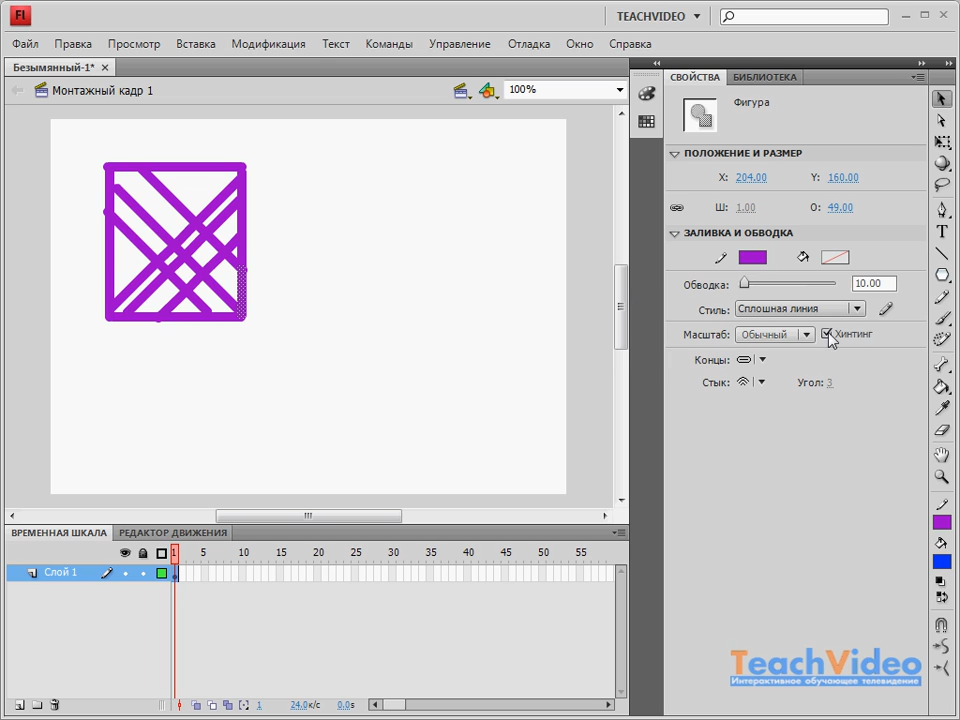 Fl
TEACHVIDEO
Файл Правка Просмотр Вставка Модификация Текст Команды Управление Отладка Окно Справка
Безымянный-1*
Монтажный кадр 1
100%
СВОЙСТВА БИБЛИОТЕКА
Фигура
ПОЛОЖЕНИЕ И РАЗМЕР
X: 204.00 Y: 160.00
Ш: 1.00 О: 49.00
ЗАЛИВКА И ОБВОДКА
Обводка: 10.00
Стиль: Сплошная линия
Масштаб: Обычный Хинтинг
Концы:
Стык: Угол: 3
ВРЕМЕННАЯ ШКАЛА РЕДАКТОР ДВИЖЕНИЯ
1 5 10 15 20 25 30 35 40 45 50 55
Слой 1
1 24.0к/с 0.0s
TeachVideo
Интерактивное обучающее телевидение